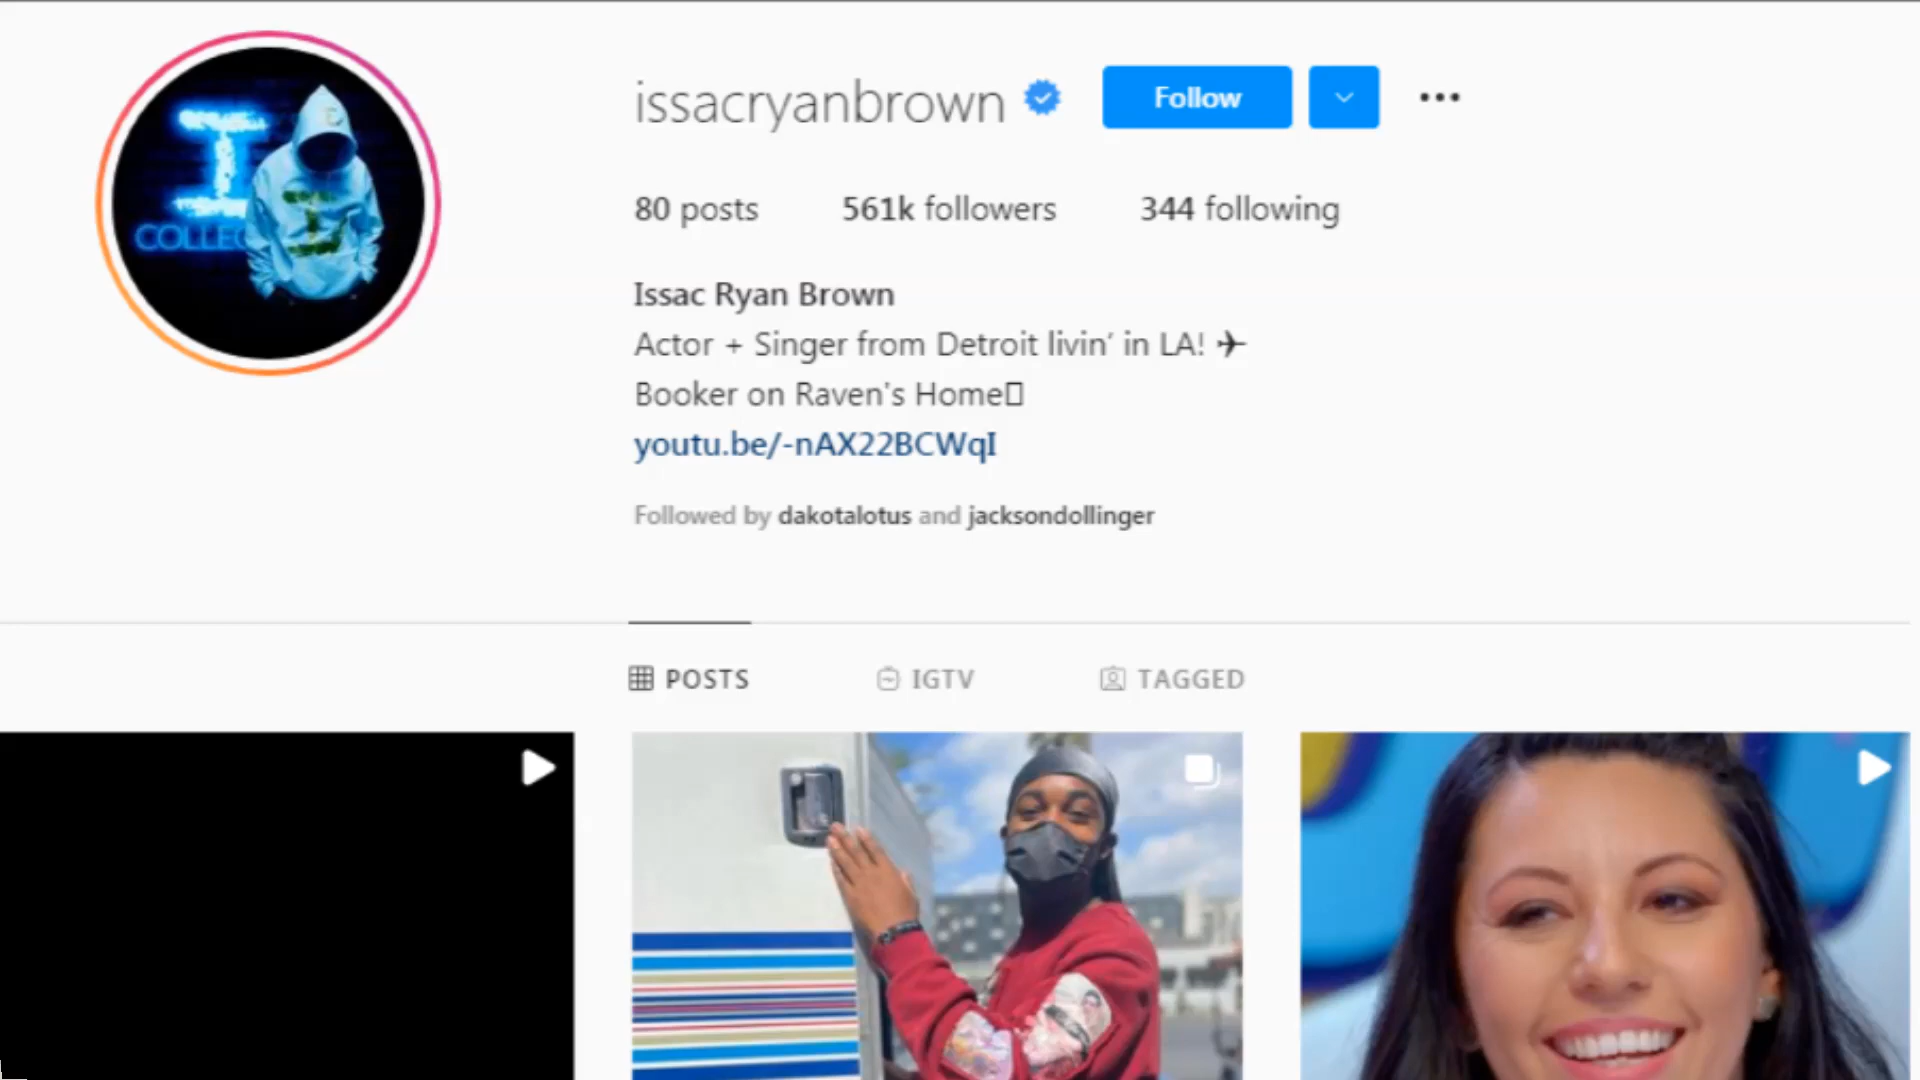 issacryanbrown
Follow
80 posts 561k followers 344 following
Issac Ryan Brown
Actor + Singer from Detroit livin' in LA! ✈
Booker on Raven's Home
youtu.be/-nAX22BCWqI
Followed by dakotalotus and jacksondollinger
POSTS IGTV TAGGED
I
COLLEC